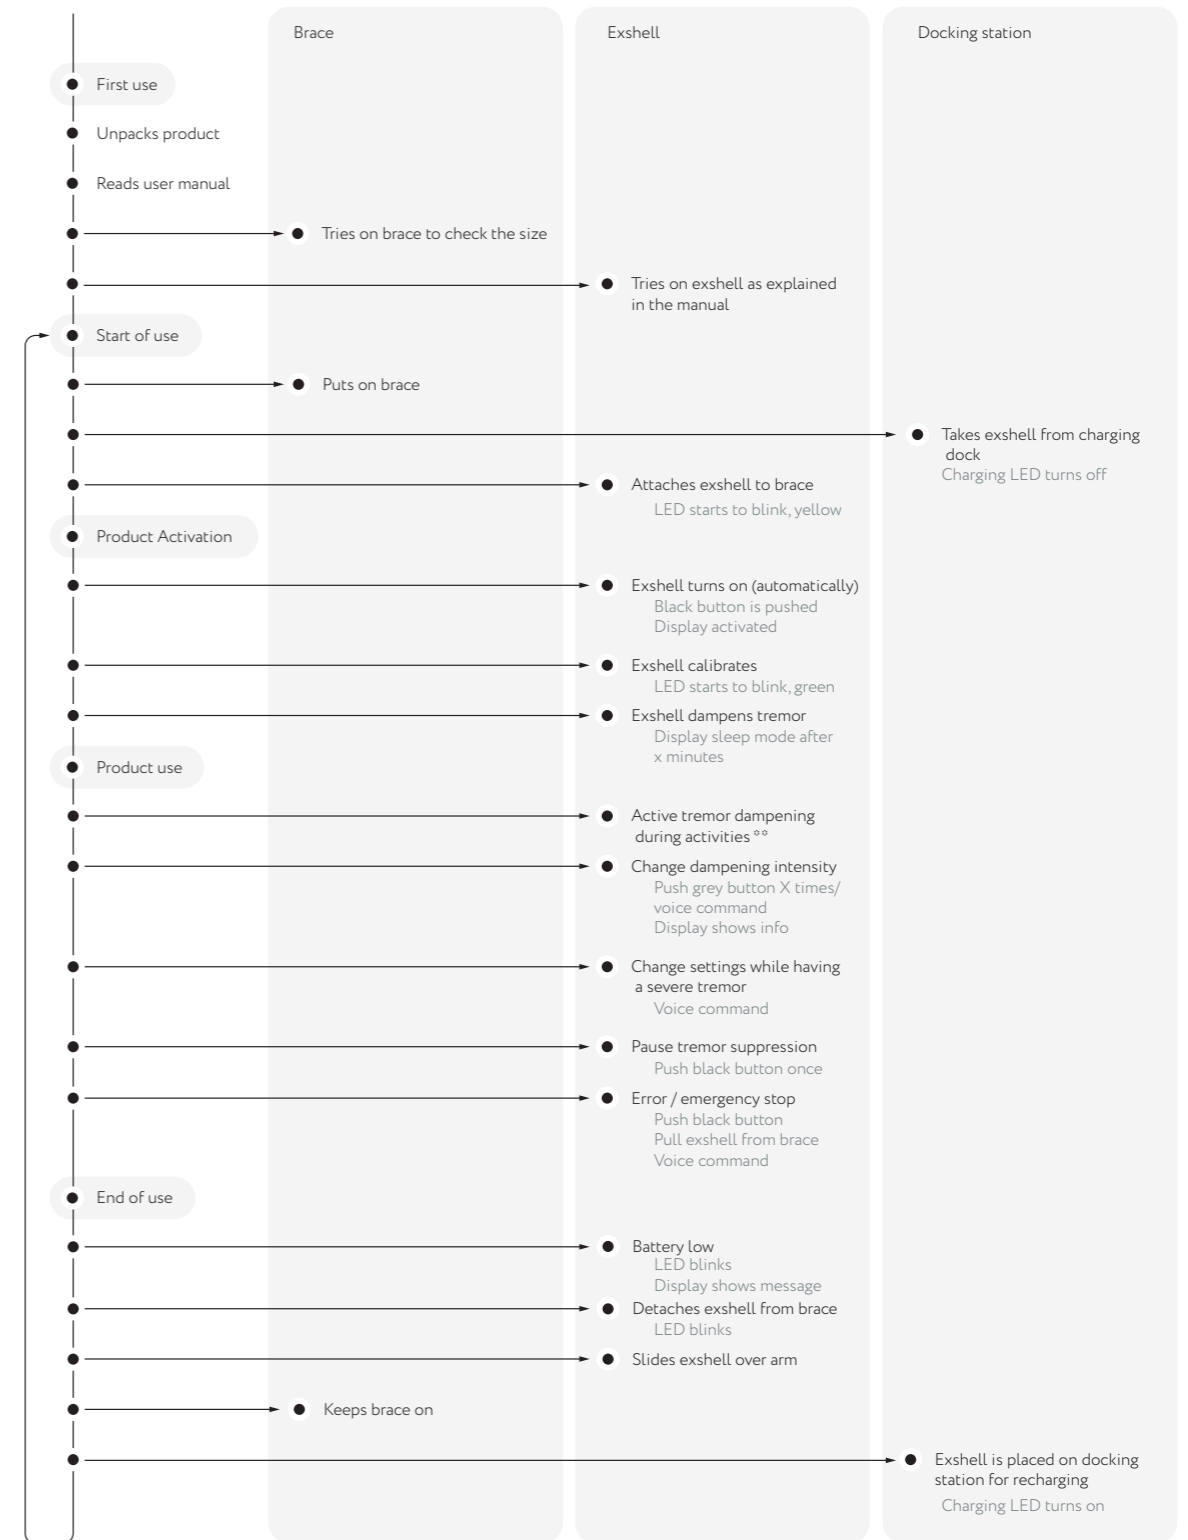 Brace
Exshell
Docking station
First use
Unpacks product
Reads user manual
Tries on brace to check the size
Tries on exshell as explained
in the manual
Start of use
Puts on brace
Takes exshell from charging
dock
Charging LED turns off
Attaches exshell to brace
LED starts to blink, yellow
Product Activation
Exshell turns on (automatically)
Black button is pushed
Display activated
Exshell calibrates
LED starts to blink, green
Exshell dampens tremor
Display sleep mode after
x minutes
Product use
Active tremor dampening
during activities **
Change dampening intensity
Push grey button X times/
voice command
Display shows info
Change settings while having
a severe tremor
Voice command
Pause tremor suppression
Push black button once
Error / emergency stop
Push black button
Pull exshell from brace
Voice command
End of use
Battery low
LED blinks
Display shows message
Detaches exshell from brace
LED blinks
Slides exshell over arm
Keeps brace on
Exshell is placed on docking
station for recharging
Charging LED turns on